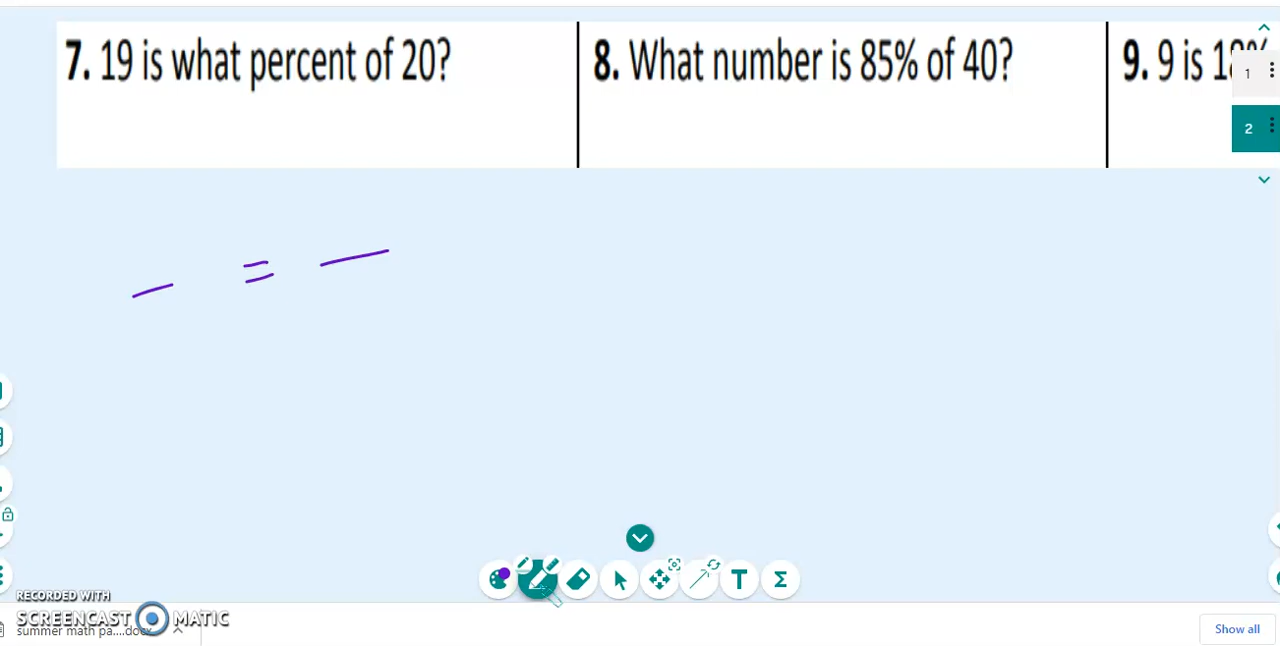 7. 19 is what percent of 20?
8. What number is 85% of 40?
9. 9 is 18%
1
2
— = —
T
Σ
RECORDED WITH
SCREENCAST MATIC
summer math pa....docx
Show all